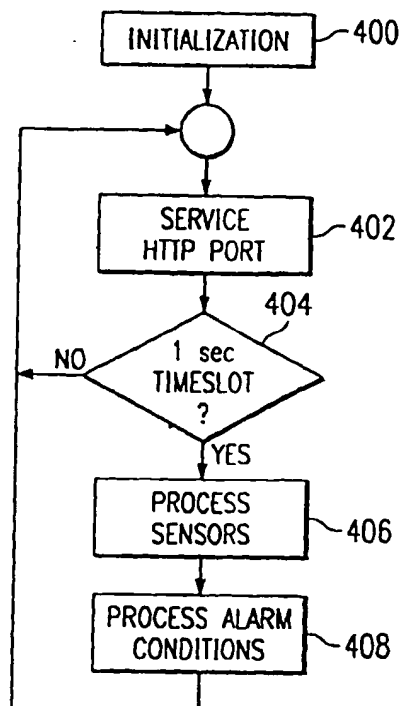 INITIALIZATION
400
SERVICE
HTTP PORT
402
404
1 sec
TIMESLOT
?
NO
YES
PROCESS
SENSORS
406
PROCESS ALARM
CONDITIONS
408